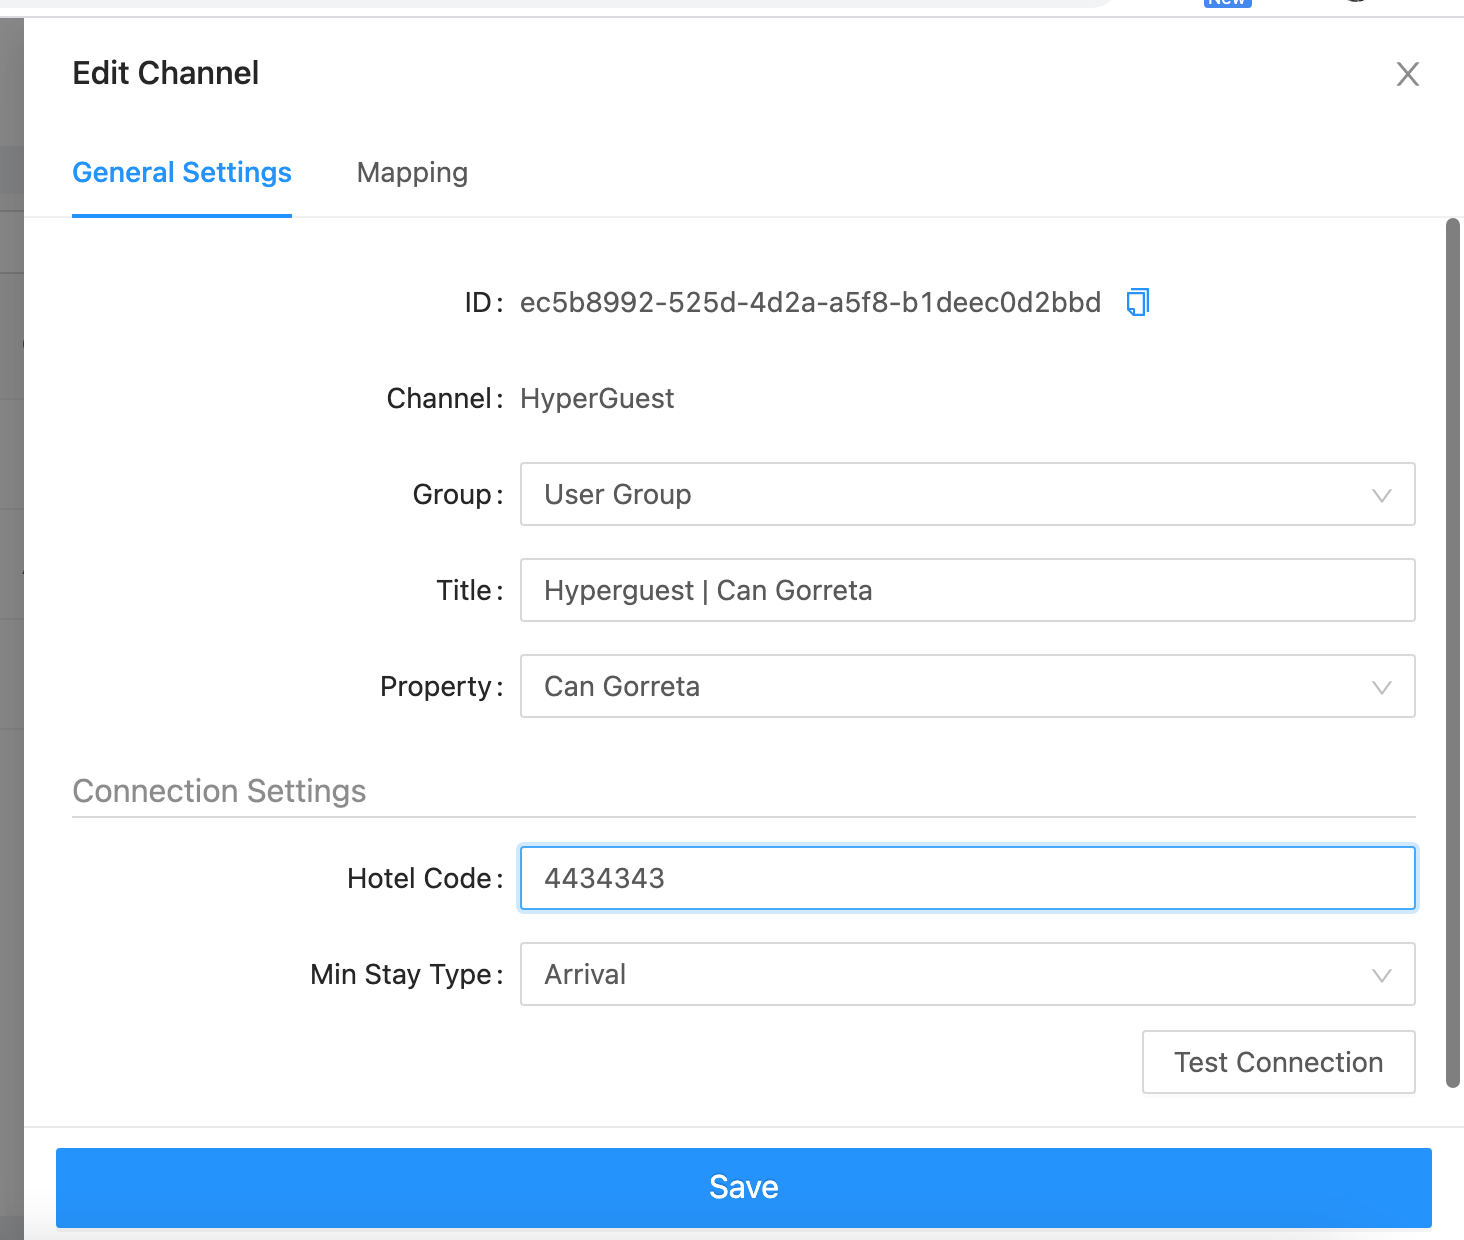 New
Edit Channel
General Settings Mapping
ID: ec5b8992-525d-4d2a-a5f8-b1deec0d2bbd
Channel: HyperGuest
Group: User Group
Title: Hyperguest | Can Gorreta
Property: Can Gorreta
Connection Settings
Hotel Code: 4434343
Min Stay Type: Arrival
Test Connection
Save